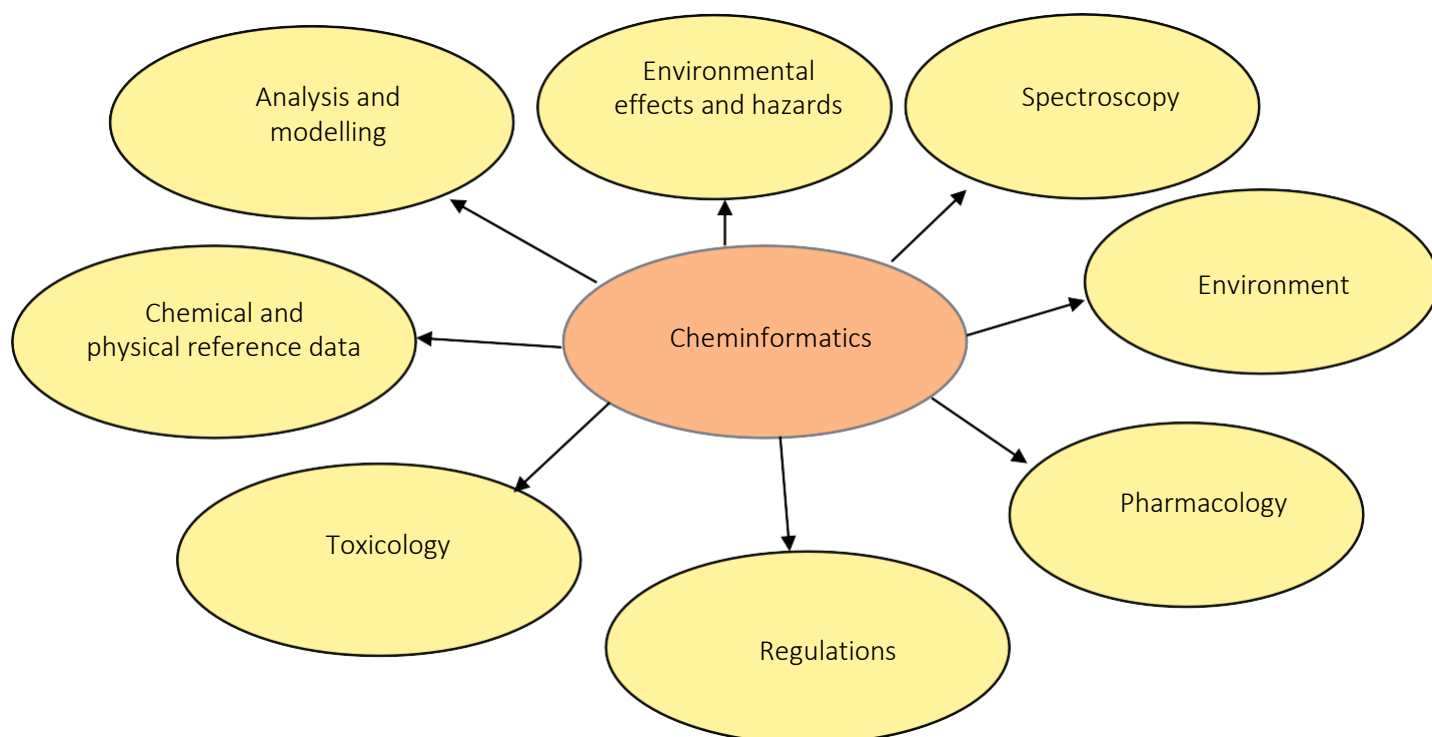 Analysis and
modelling
Environmental
effects and hazards
Spectroscopy
Environment
Chemical and
physical reference data
Cheminformatics
Pharmacology
Toxicology
Regulations